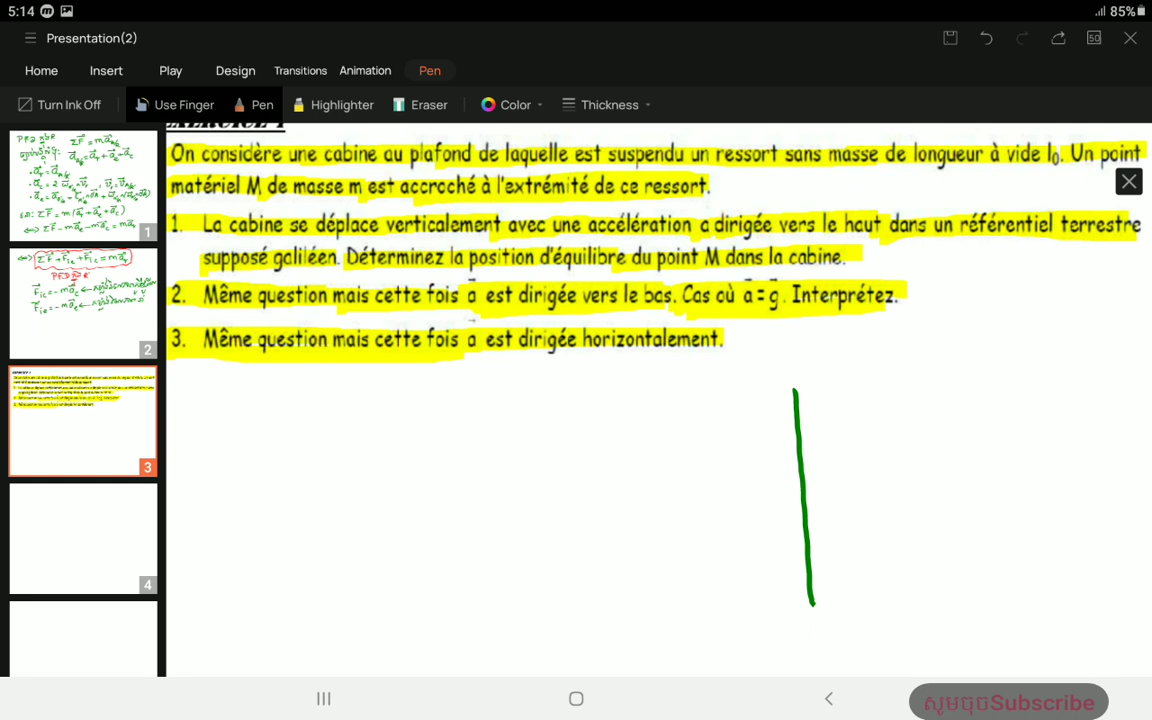 5:14
85%
Presentation(2)
50
Home Insert Play Design Transitions Animation Pen
Turn Ink Off Use Finger Pen Highlighter Eraser Color Thickness
On considère une cabine au plafond de laquelle est suspendu un ressort sans masse de longueur à vide l₀. Un point
matériel M de masse m est accroché à l'extrémité de ce ressort.
1. La cabine se déplace verticalement avec une accélération a dirigée vers le haut dans un référentiel terrestre
supposé galiléen. Déterminez la position d'équilibre du point M dans la cabine.
2. Même question mais cette fois a⃗ est dirigée vers le bas. Cas où a⃗ = g⃗. Interprétez.
3. Même question mais cette fois a⃗ est dirigée horizontalement.
1
2
3
4
សូមចុចSubscribe